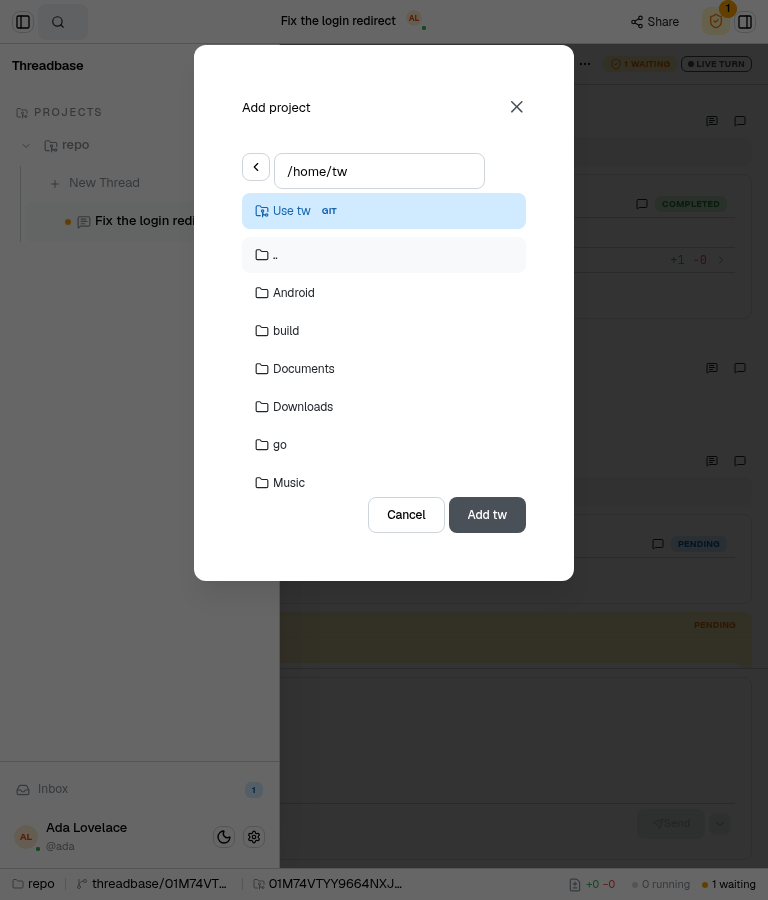 Fix the login redirect
AL
Share
1
Threadbase
1 WAITING
LIVE TURN
PROJECTS
repo
New Thread
Fix the login redi
Add project
/home/tw
Use tw GIT
..
Android
build
Documents
Downloads
go
Music
Cancel
Add tw
COMPLETED
+1 -0
PENDING
PENDING
Send
Inbox
1
AL
Ada Lovelace
@ada
repo
threadbase/01M74VT...
01M74VTYY9664NXJ...
+0 -0
0 running
1 waiting